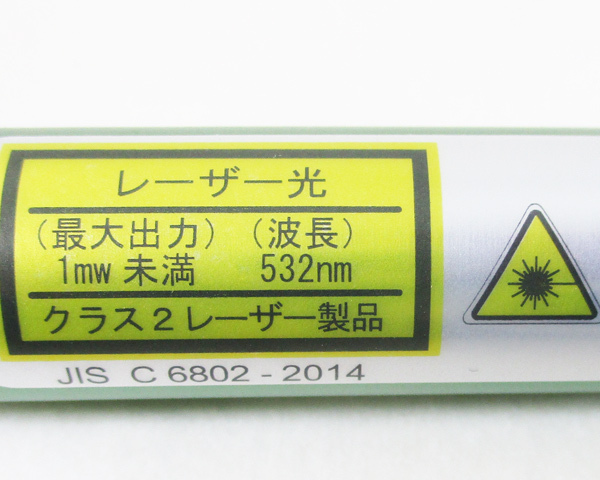 レーザー光
(最大出力) (波長)
1mw 未満 532nm
クラス2レーザー製品
JIS C 6802 - 2014